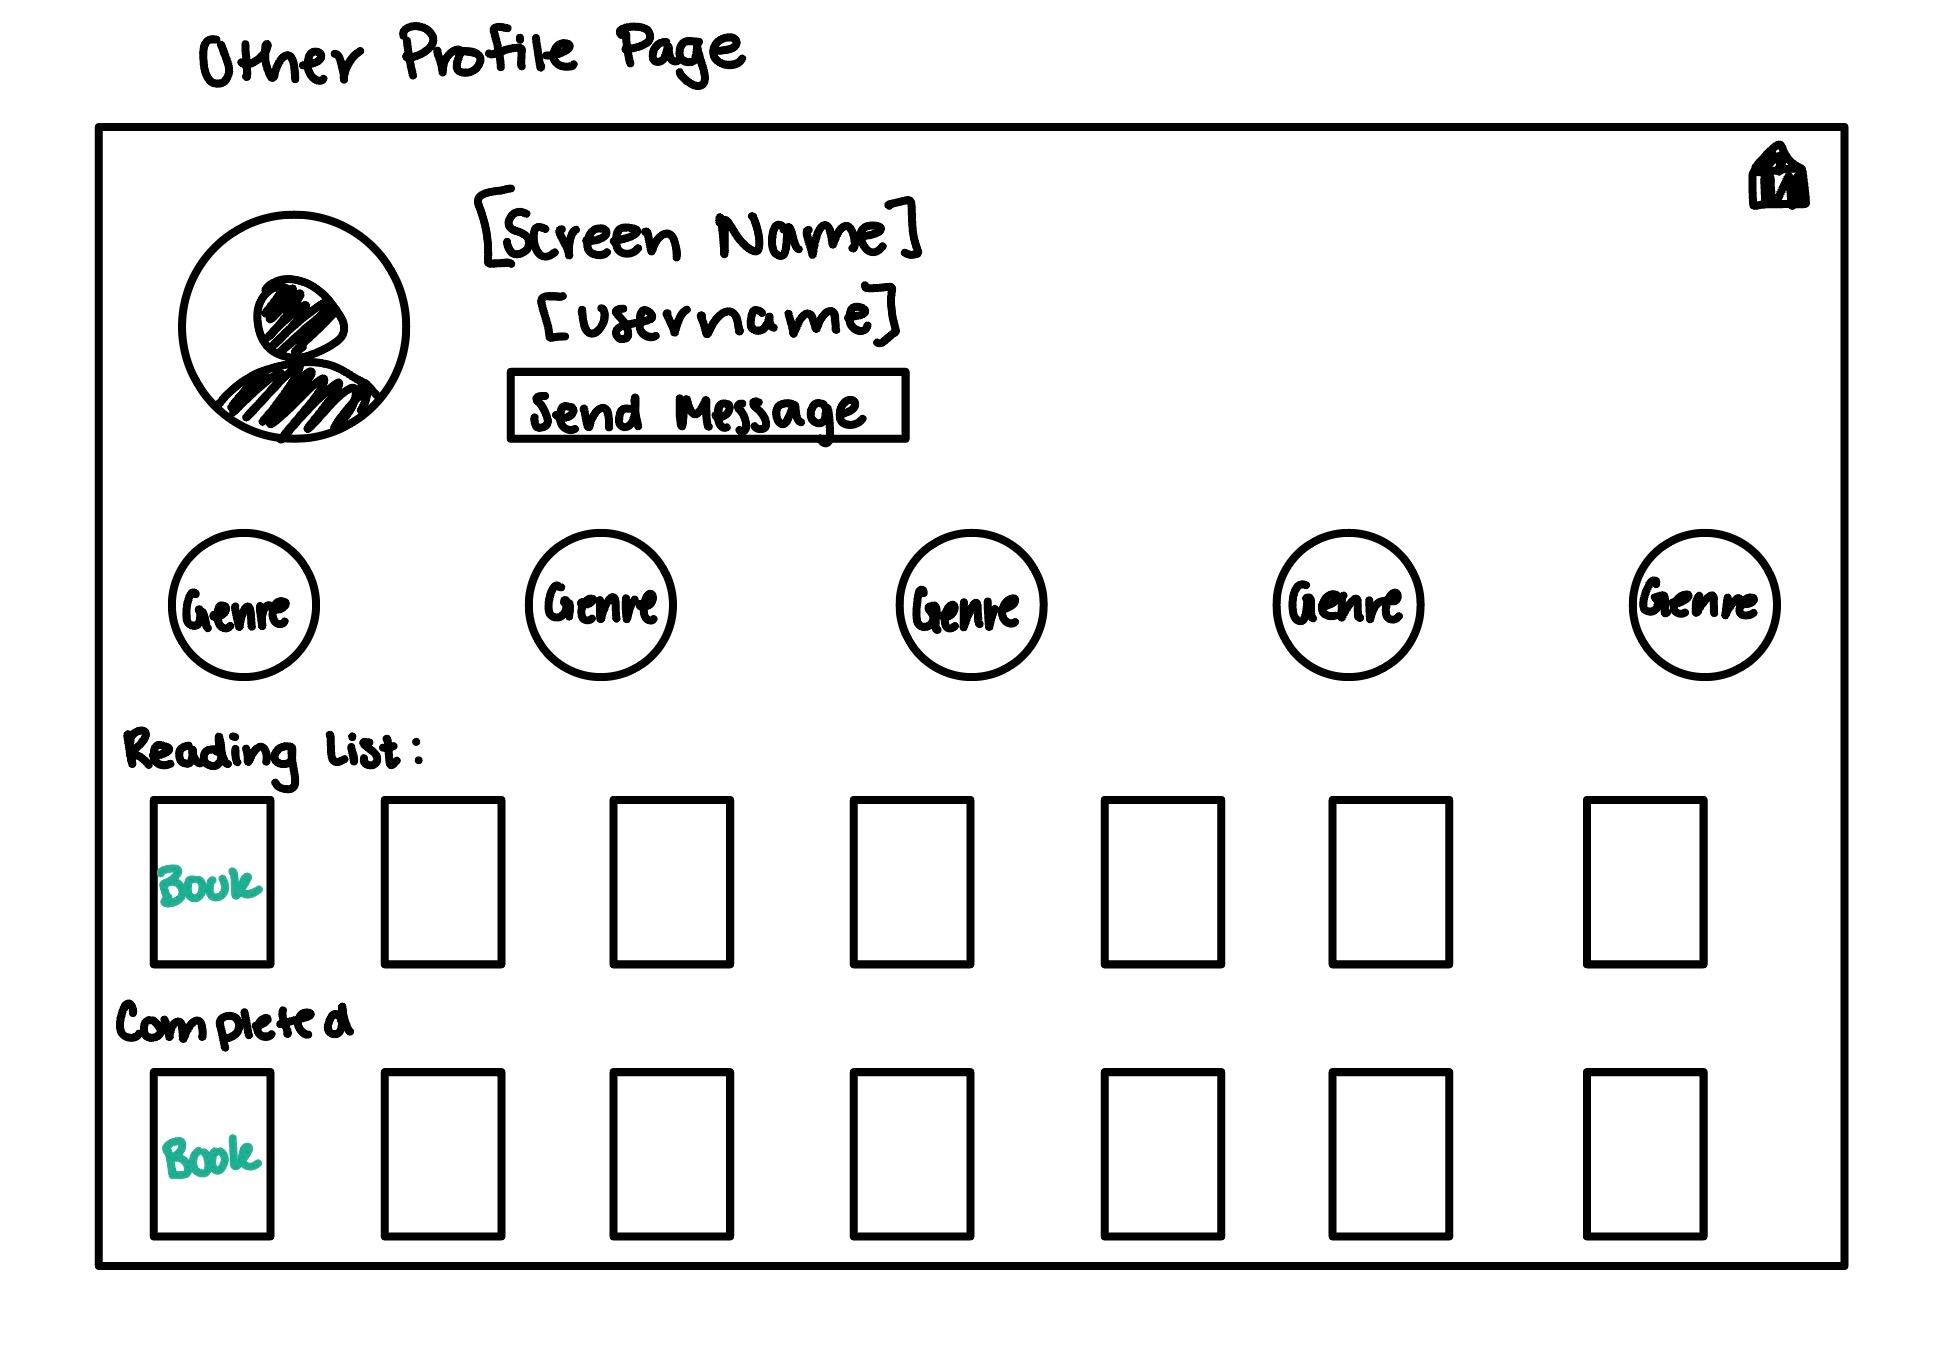 Other Profile Page
[Screen Name]
[username]
Send Message
Genre Genre Genre Genre Genre
Reading List:
Book
Completed
Book